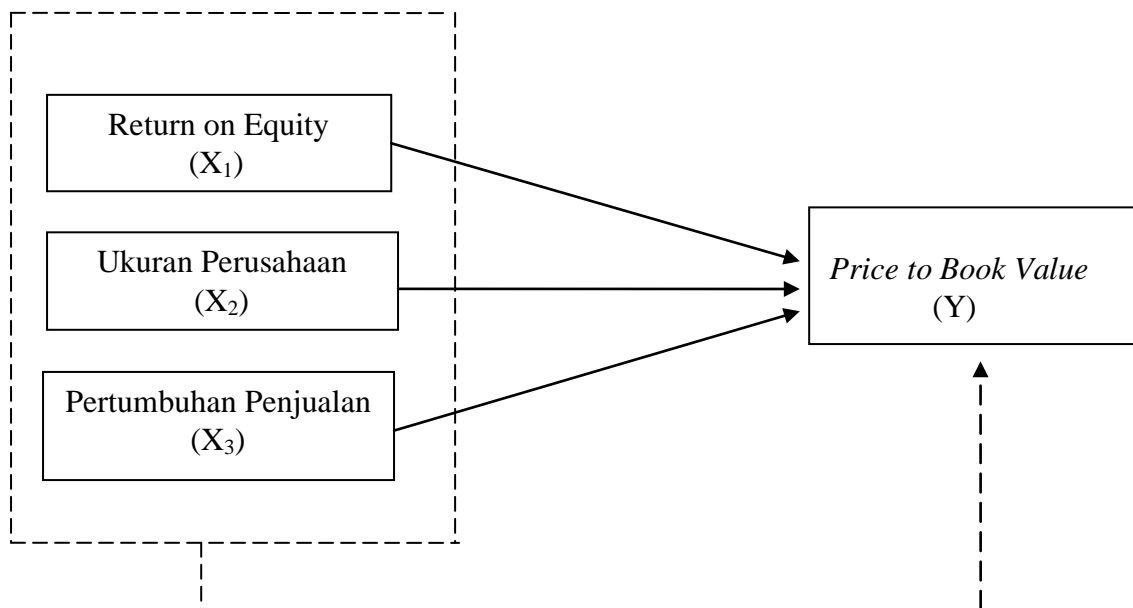 Return on Equity
(X₁)
Ukuran Perusahaan
(X₂)
Pertumbuhan Penjualan
(X₃)
Price to Book Value
(Y)